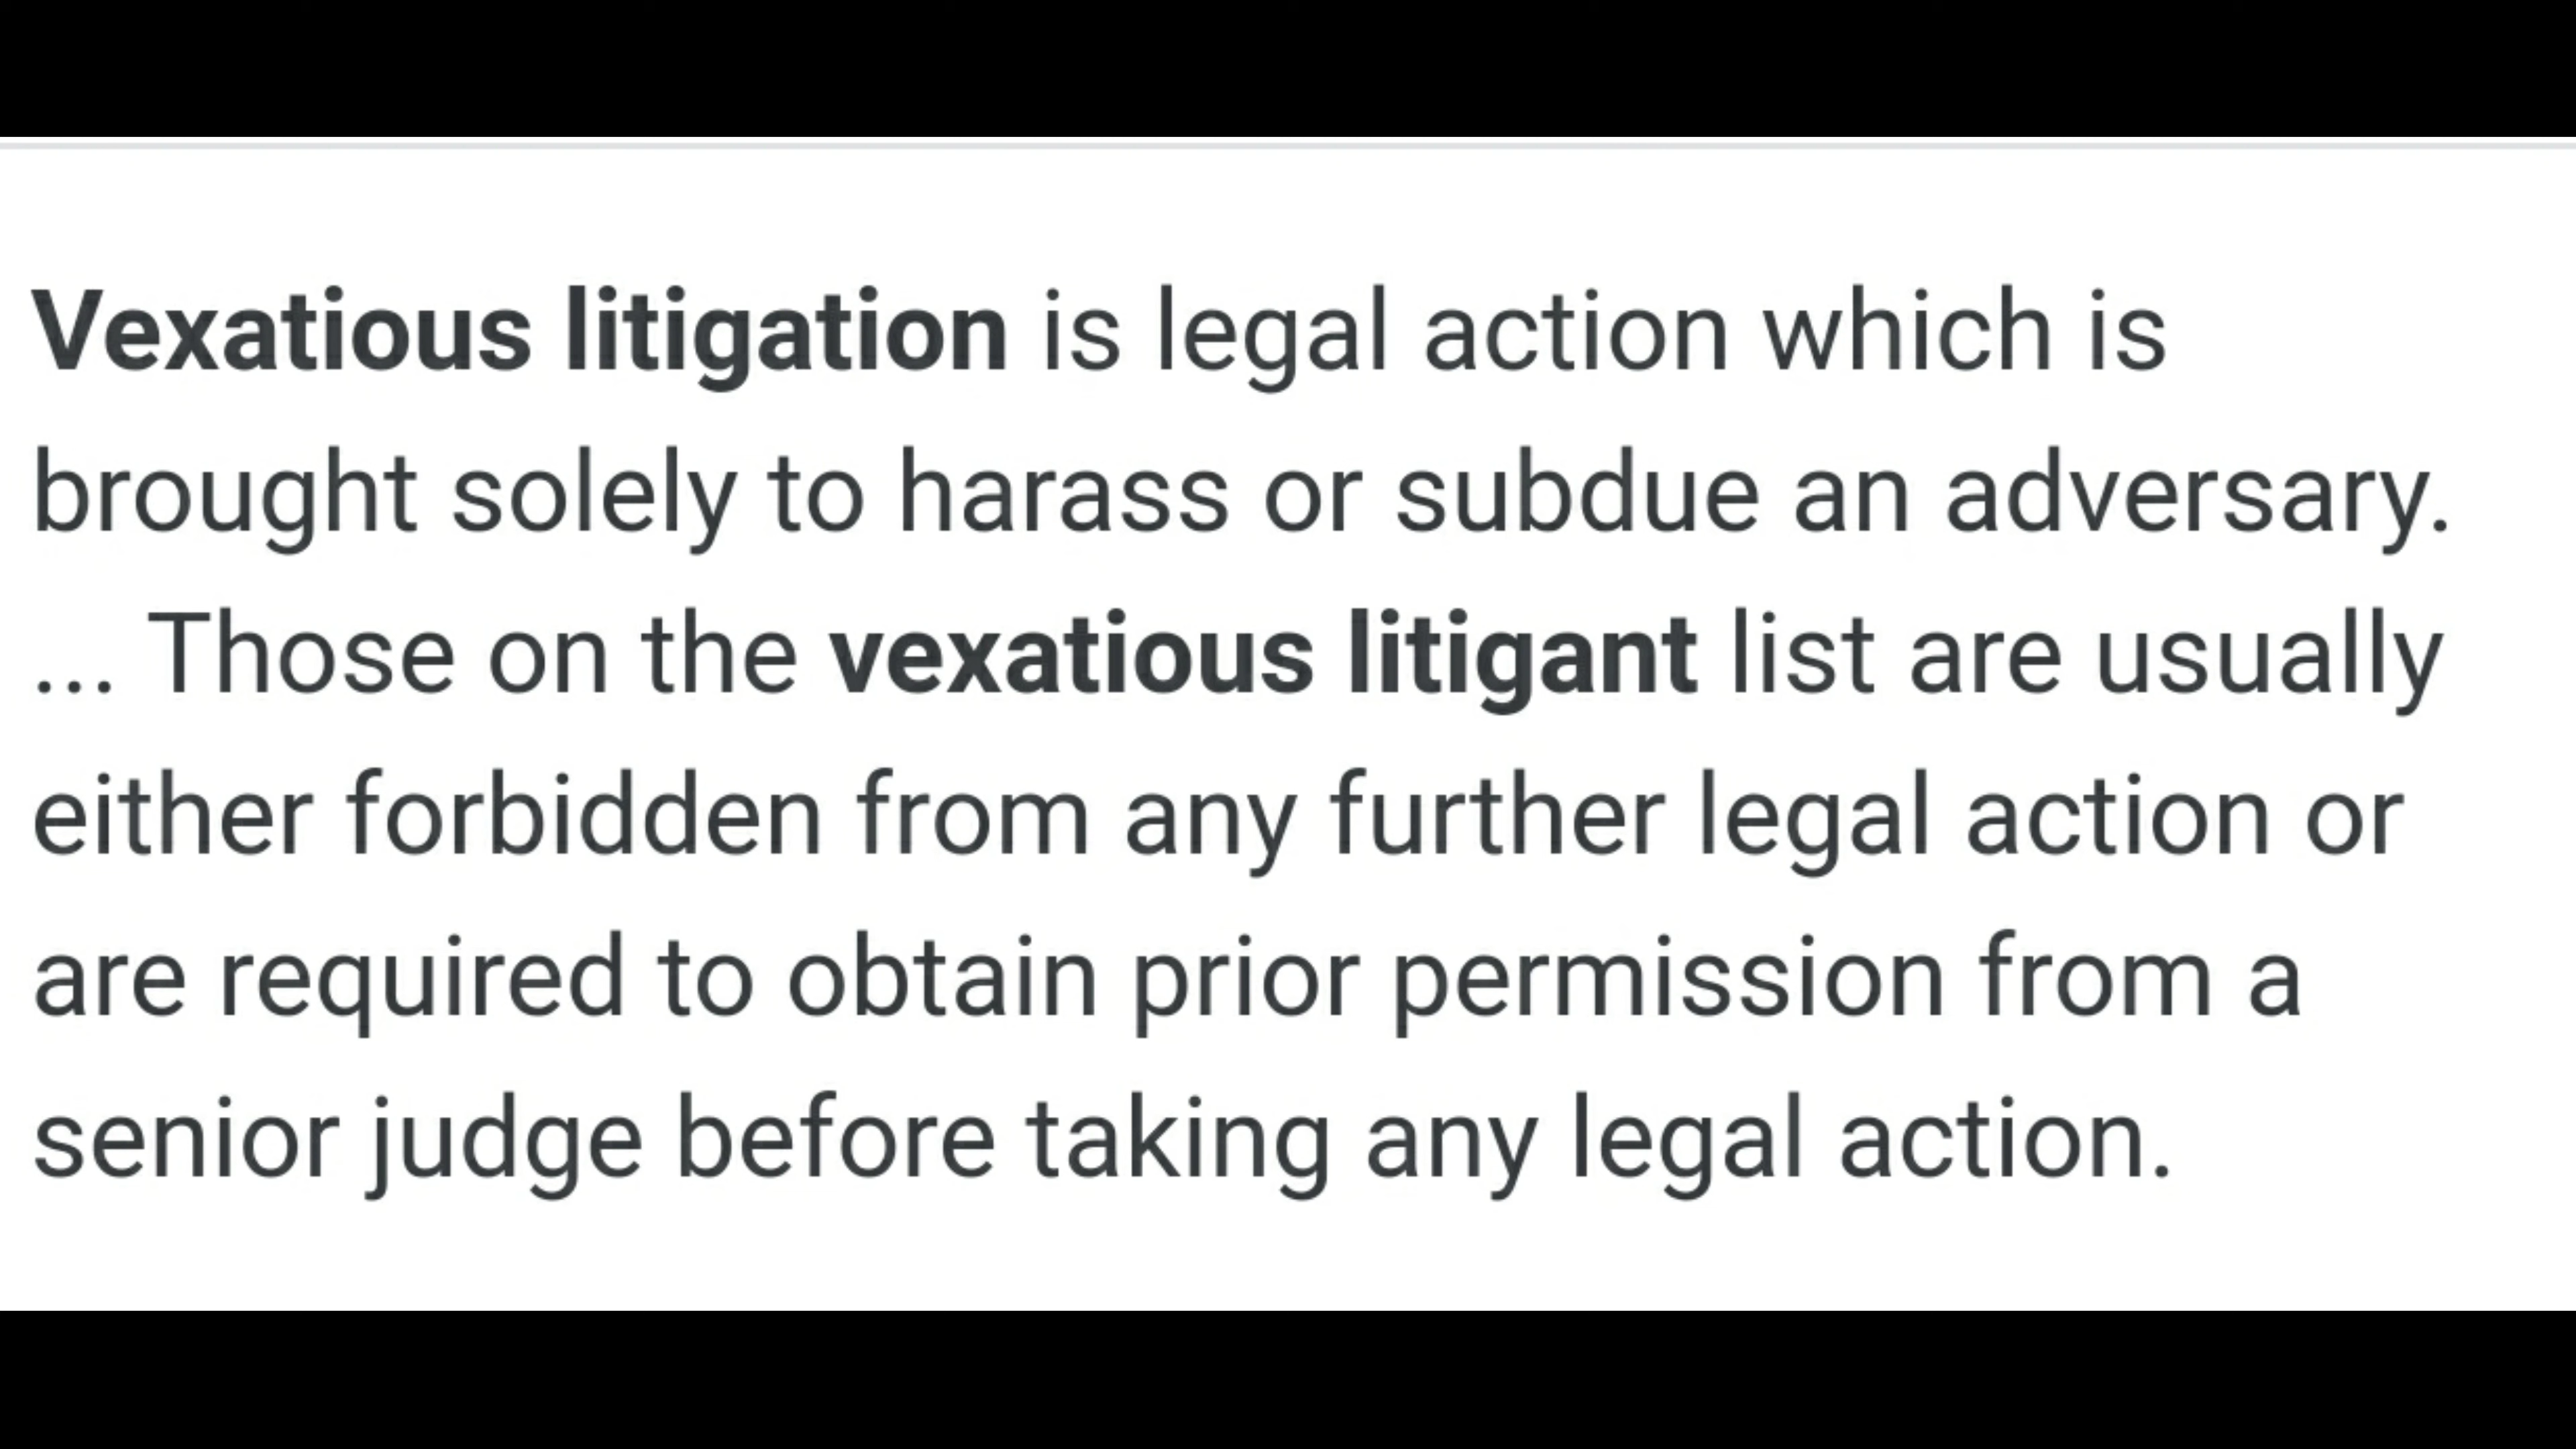 Vexatious litigation is legal action which is
brought solely to harass or subdue an adversary.
... Those on the vexatious litigant list are usually
either forbidden from any further legal action or
are required to obtain prior permission from a
senior judge before taking any legal action.